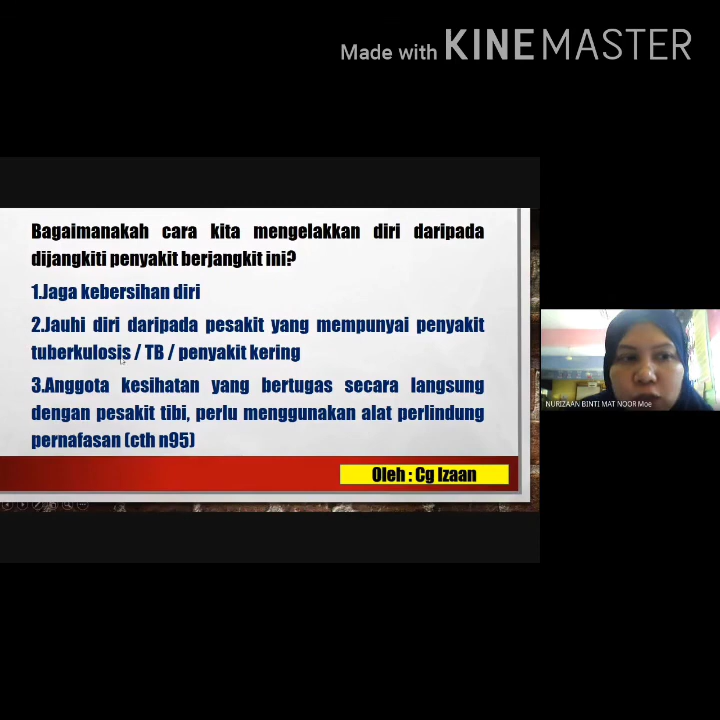 Made with KINEMASTER
Bagaimanakah cara kita mengelakkan diri daripada
dijangkiti penyakit berjangkit ini?
1.Jaga kebersihan diri
2.Jauhi diri daripada pesakit yang mempunyai penyakit
tuberkulosis / TB / penyakit kering
3.Anggota kesihatan yang bertugas secara langsung
dengan pesakit tibi, perlu menggunakan alat perlindung
pernafasan (cth n95)
Oleh : Cg Izaan
NURIZAAN BINTI MAT NOOR Moe